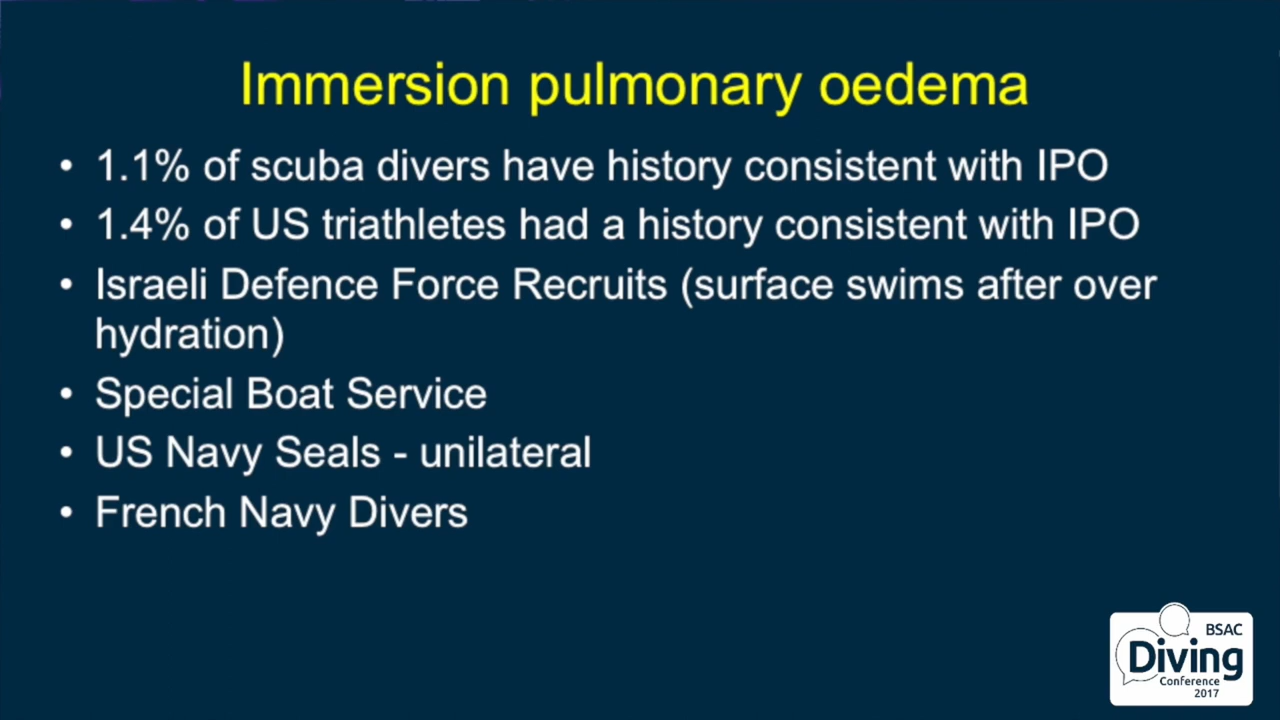 Immersion pulmonary oedema
• 1.1% of scuba divers have history consistent with IPO
• 1.4% of US triathletes had a history consistent with IPO
• Israeli Defence Force Recruits (surface swims after over
hydration)
• Special Boat Service
• US Navy Seals - unilateral
• French Navy Divers
BSAC
Diving
Conference
2017